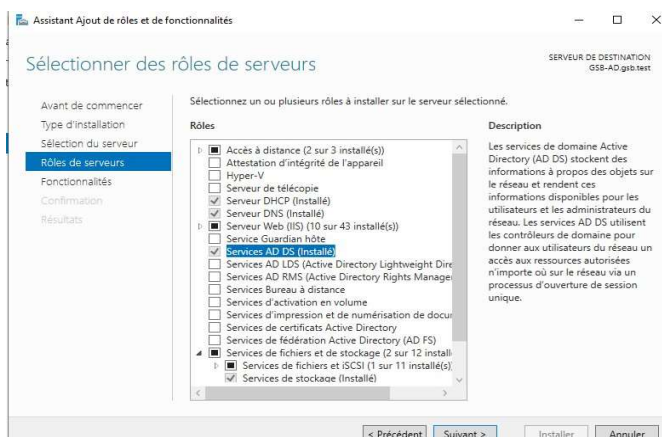 Assistant Ajout de rôles et de fonctionnalités
Sélectionner des rôles de serveurs
SERVEUR DE DESTINATION
GSB-AD.gsb.test
Avant de commencer
Type d'installation
Sélection du serveur
Rôles de serveurs
Fonctionnalités
Confirmation
Résultats
Sélectionnez un ou plusieurs rôles à installer sur le serveur sélectionné.
Rôles
Accès à distance (2 sur 3 installé(s))
Attestation d'intégrité de l'appareil
Hyper-V
Serveur de télécopie
Serveur DHCP (Installé)
Serveur DNS (Installé)
Serveur Web (IIS) (10 sur 43 installé(s))
Service Guardian hôte
Services AD DS (Installé)
Services AD LDS (Active Directory Lightweight Dire
Services AD RMS (Active Directory Rights Manage
Services Bureau à distance
Services d'activation en volume
Services d'impression et de numérisation de docu
Services de certificats Active Directory
Services de fédération Active Directory (AD FS)
Services de fichiers et de stockage (2 sur 12 install
Services de fichiers et iSCSI (1 sur 11 installé(s)
Services de stockage (Installé)
Description
Les services de domaine Active
Directory (AD DS) stockent des
informations à propos des objets sur
le réseau et rendent ces
informations disponibles pour les
utilisateurs et les administrateurs du
réseau. Les services AD DS utilisent
les contrôleurs de domaine pour
donner aux utilisateurs du réseau un
accès aux ressources autorisées
n'importe où sur le réseau via un
processus d'ouverture de session
unique.
< Précédent
Suivant >
Installer
Annuler